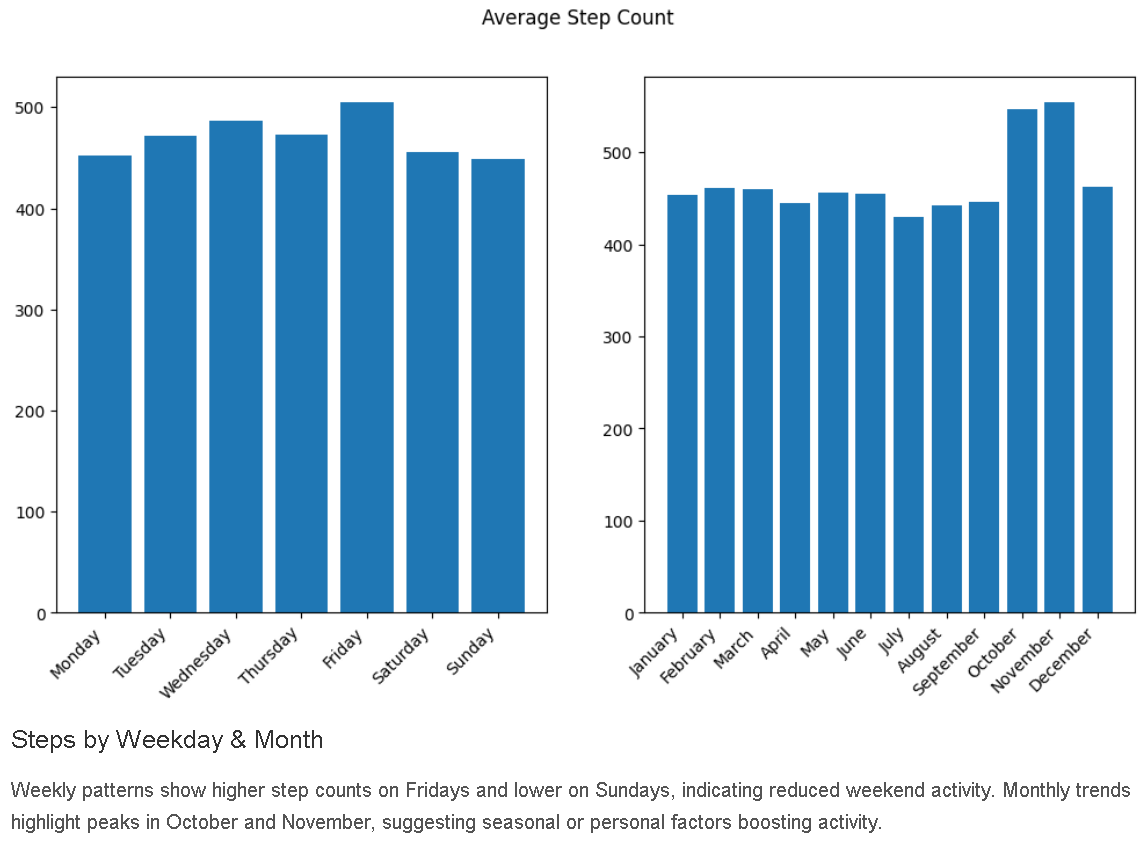 Average Step Count
500
400
300
200
100
0
Monday
Tuesday
Wednesday
Thursday
Friday
Saturday
Sunday
500
400
300
200
100
0
January
February
March
April
May
June
July
August
September
October
November
December
Steps by Weekday & Month
Weekly patterns show higher step counts on Fridays and lower on Sundays, indicating reduced weekend activity. Monthly trends
highlight peaks in October and November, suggesting seasonal or personal factors boosting activity.